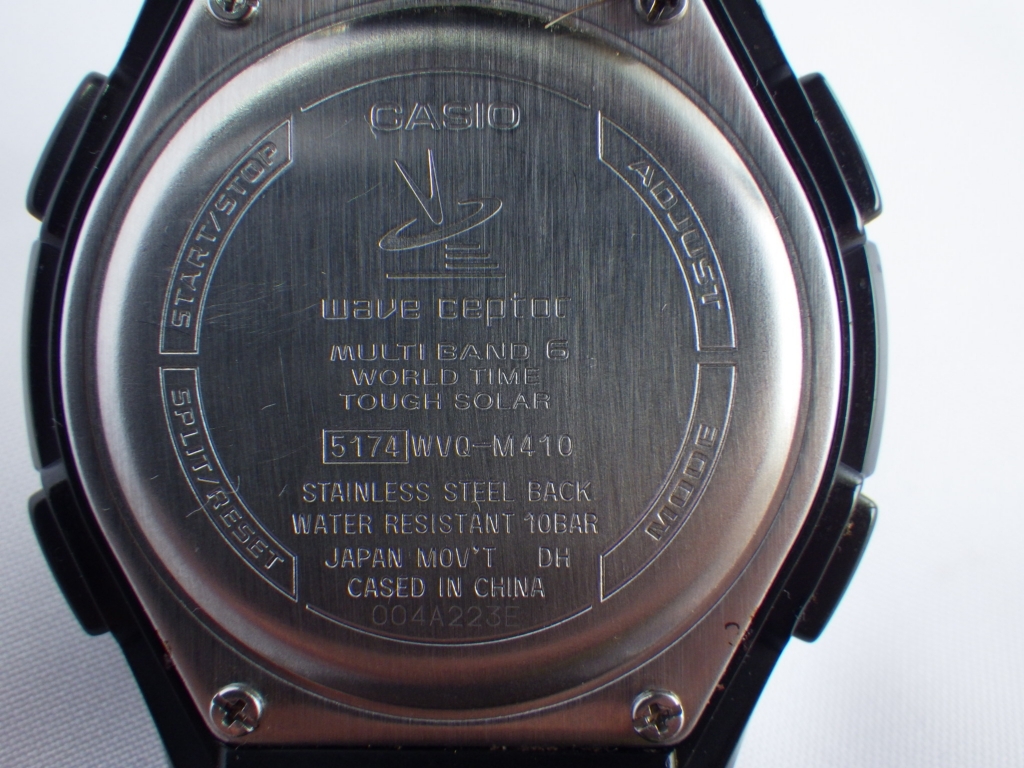 CASIO
START/STOP
ADJUST
wave ceptor
MULTI BAND 6
WORLD TIME
TOUGH SOLAR
5174 WVQ-M410
SPLIT/RESET
MODE
STAINLESS STEEL BACK
WATER RESISTANT 10BAR
JAPAN MOV'T DH
CASED IN CHINA
004A223E